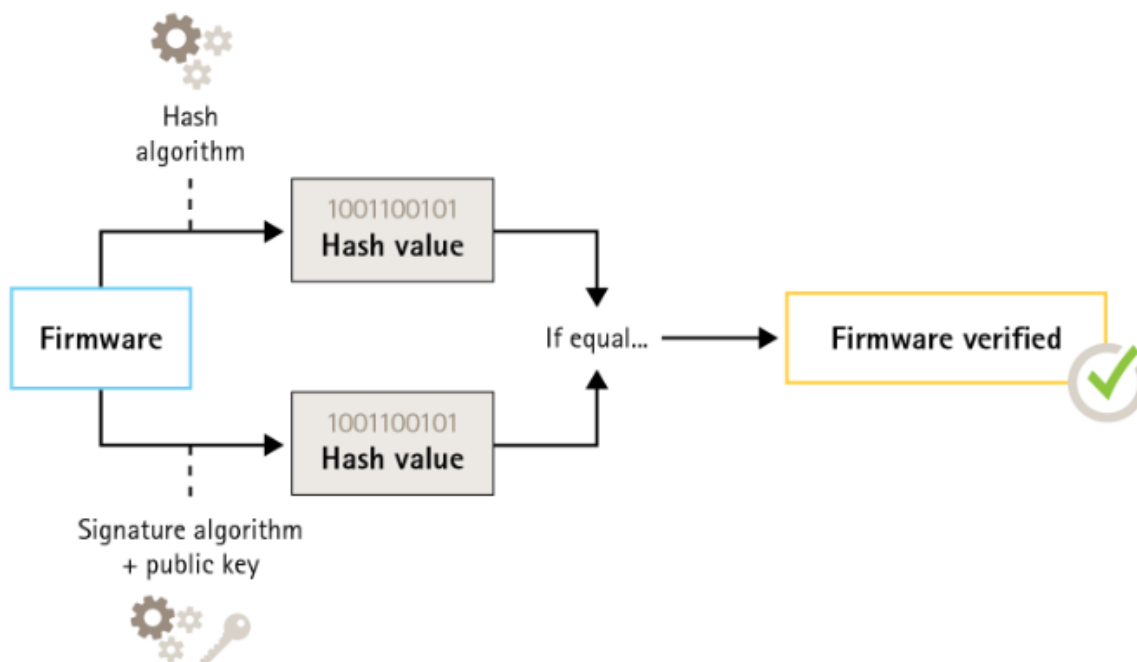 Hash
algorithm
1001100101
Hash value
Firmware
If equal...
Firmware verified
1001100101
Hash value
Signature algorithm
+ public key